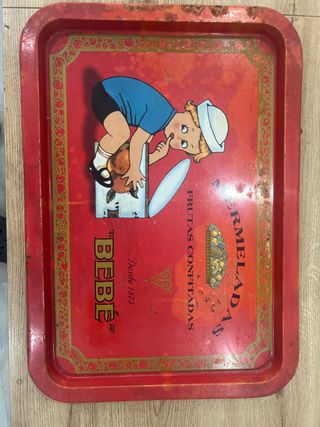 MERMELADAS
FRUTAS CONFITADAS
Desde 1875
"BEBÉ"